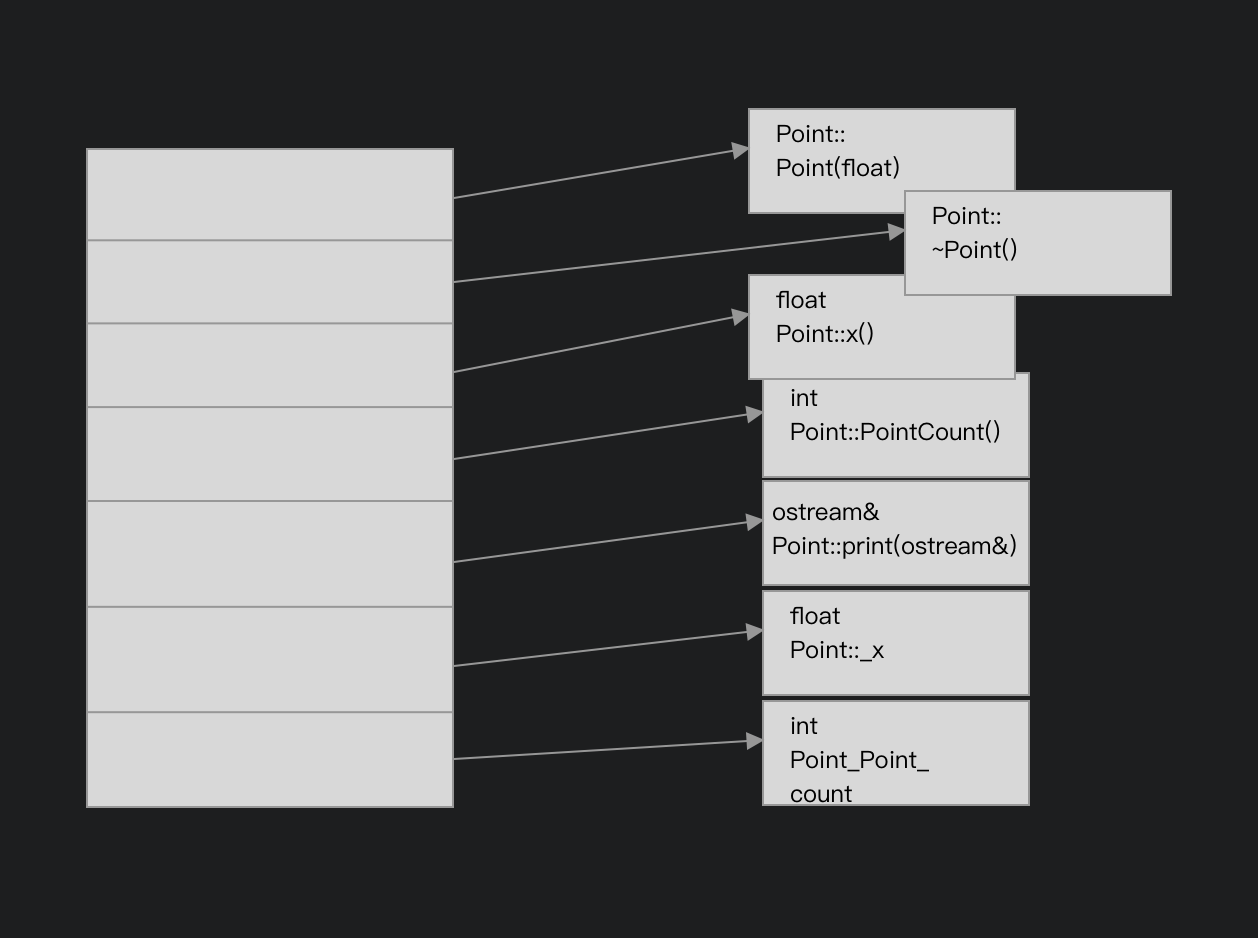 Point::
Point(float)
Point::
~Point()
float
Point::x()
int
Point::PointCount()
ostream&
Point::print(ostream&)
float
Point::_x
int
Point_Point_
count